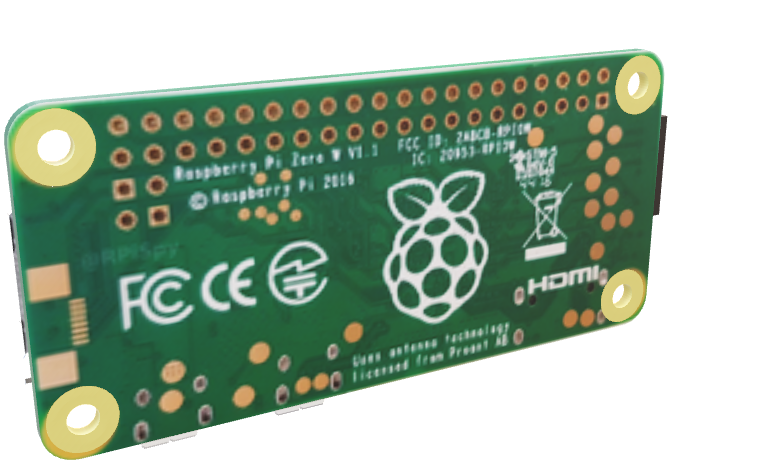 Raspberry Pi Zero W V1.1
© Raspberry Pi 2016
FCC ID: 2ABCB-RPI0W
IC: 20953-RPI0W
FCC CE
HDMI
Uses antenna technology
licensed from Proant AB